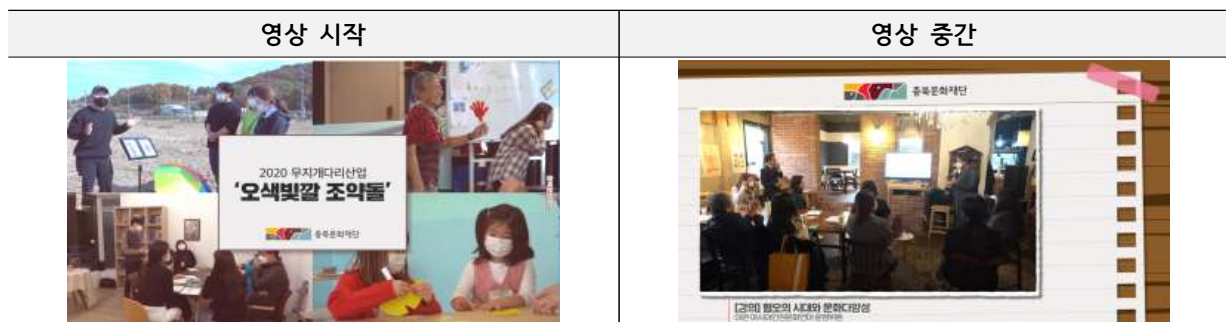 영상 시작
영상 중간
2020 무지개다리산업
'오색빛깔 조약돌'
충북문화재단
충북문화재단
[강의] 혐오의 시대와 문화다양성